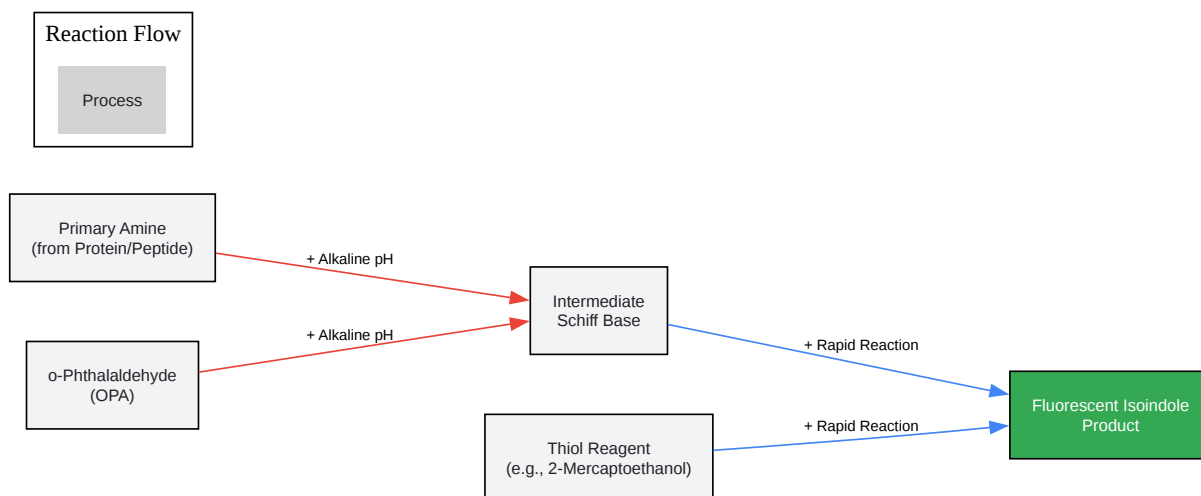 Reaction Flow
Process
Primary Amine
(from Protein/Peptide)
+ Alkaline pH
o-Phthalaldehyde
(OPA)
+ Alkaline pH
Intermediate
Schiff Base
+ Rapid Reaction
Thiol Reagent
(e.g., 2-Mercaptoethanol)
+ Rapid Reaction
Fluorescent Isoindole
Product